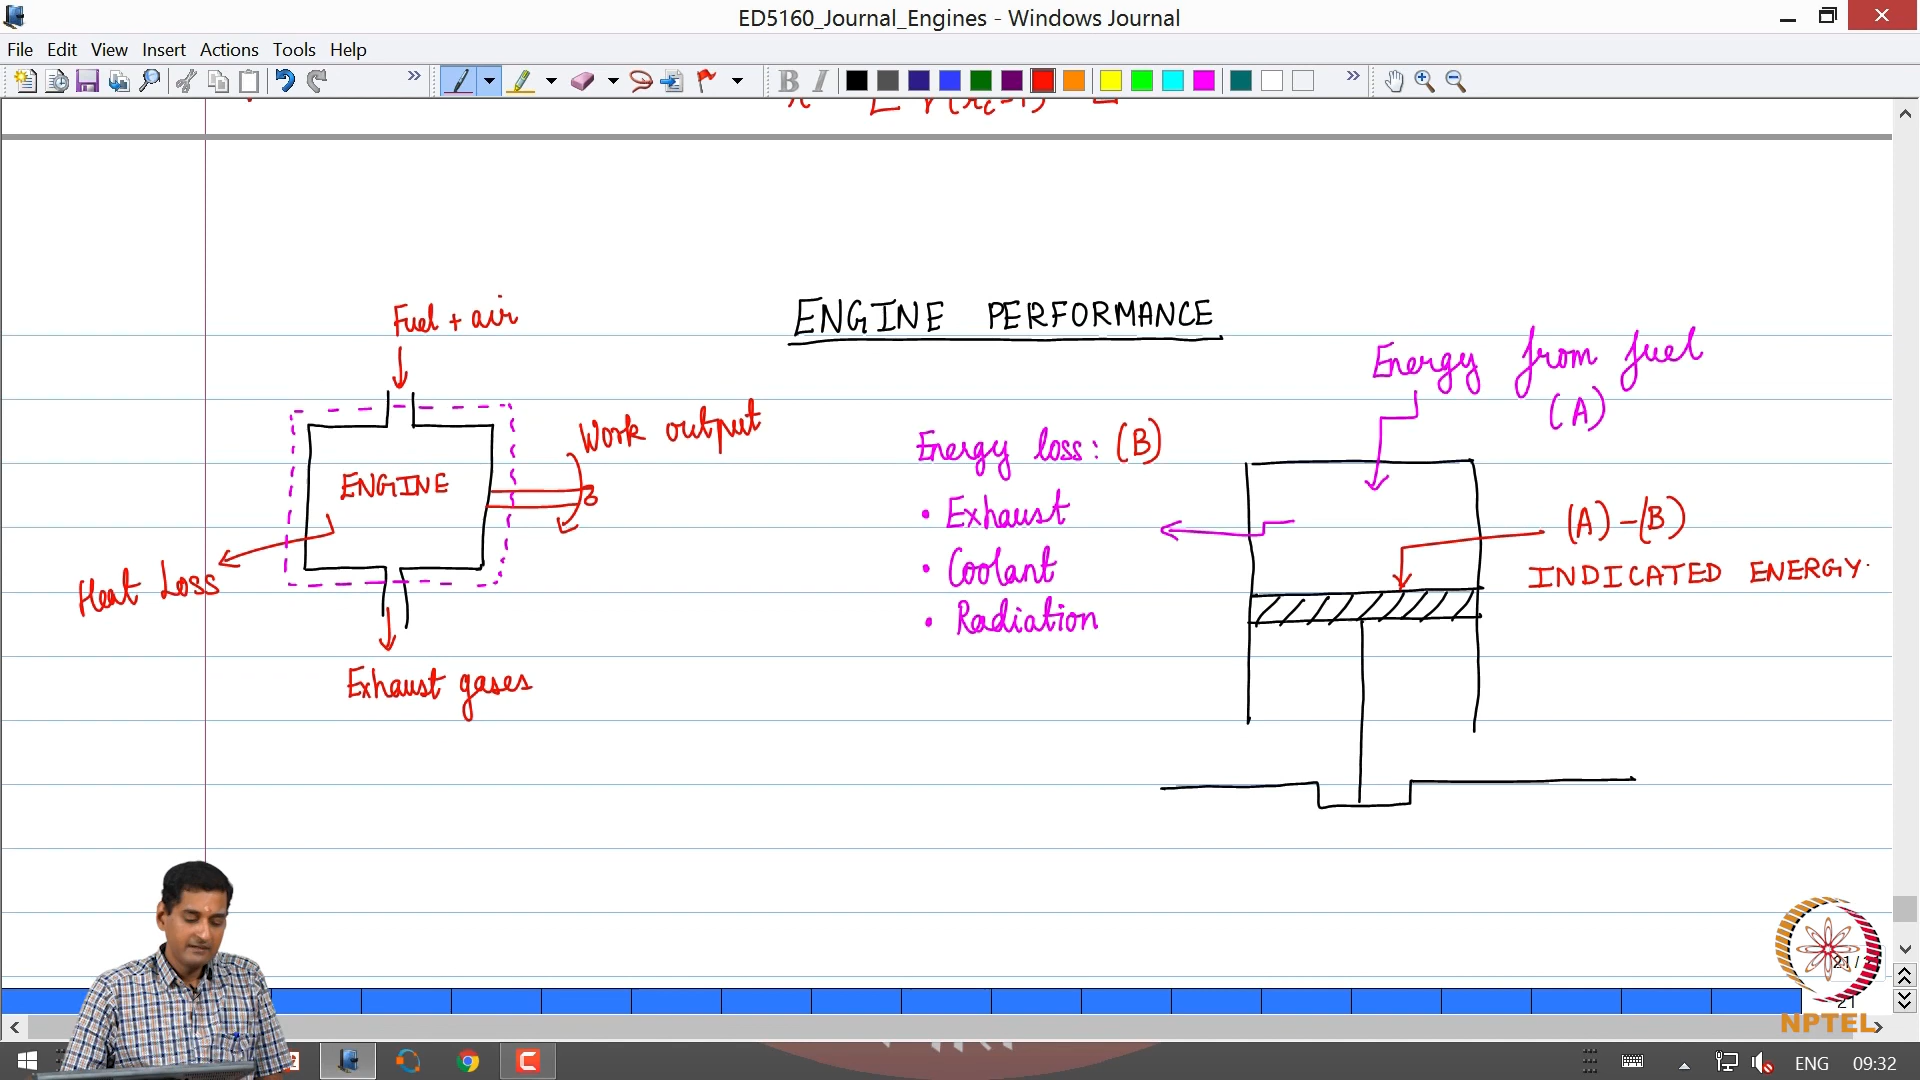 ED5160_Journal_Engines - Windows Journal
File Edit View Insert Actions Tools Help
B I
ENGINE PERFORMANCE
Fuel + air
ENGINE
Work output
Heat Loss
Exhaust gases
Energy loss: (B)
• Exhaust
• Coolant
• Radiation
Energy from fuel
(A)
(A) - (B)
INDICATED ENERGY.
21
NPTEL
ENG 09:32